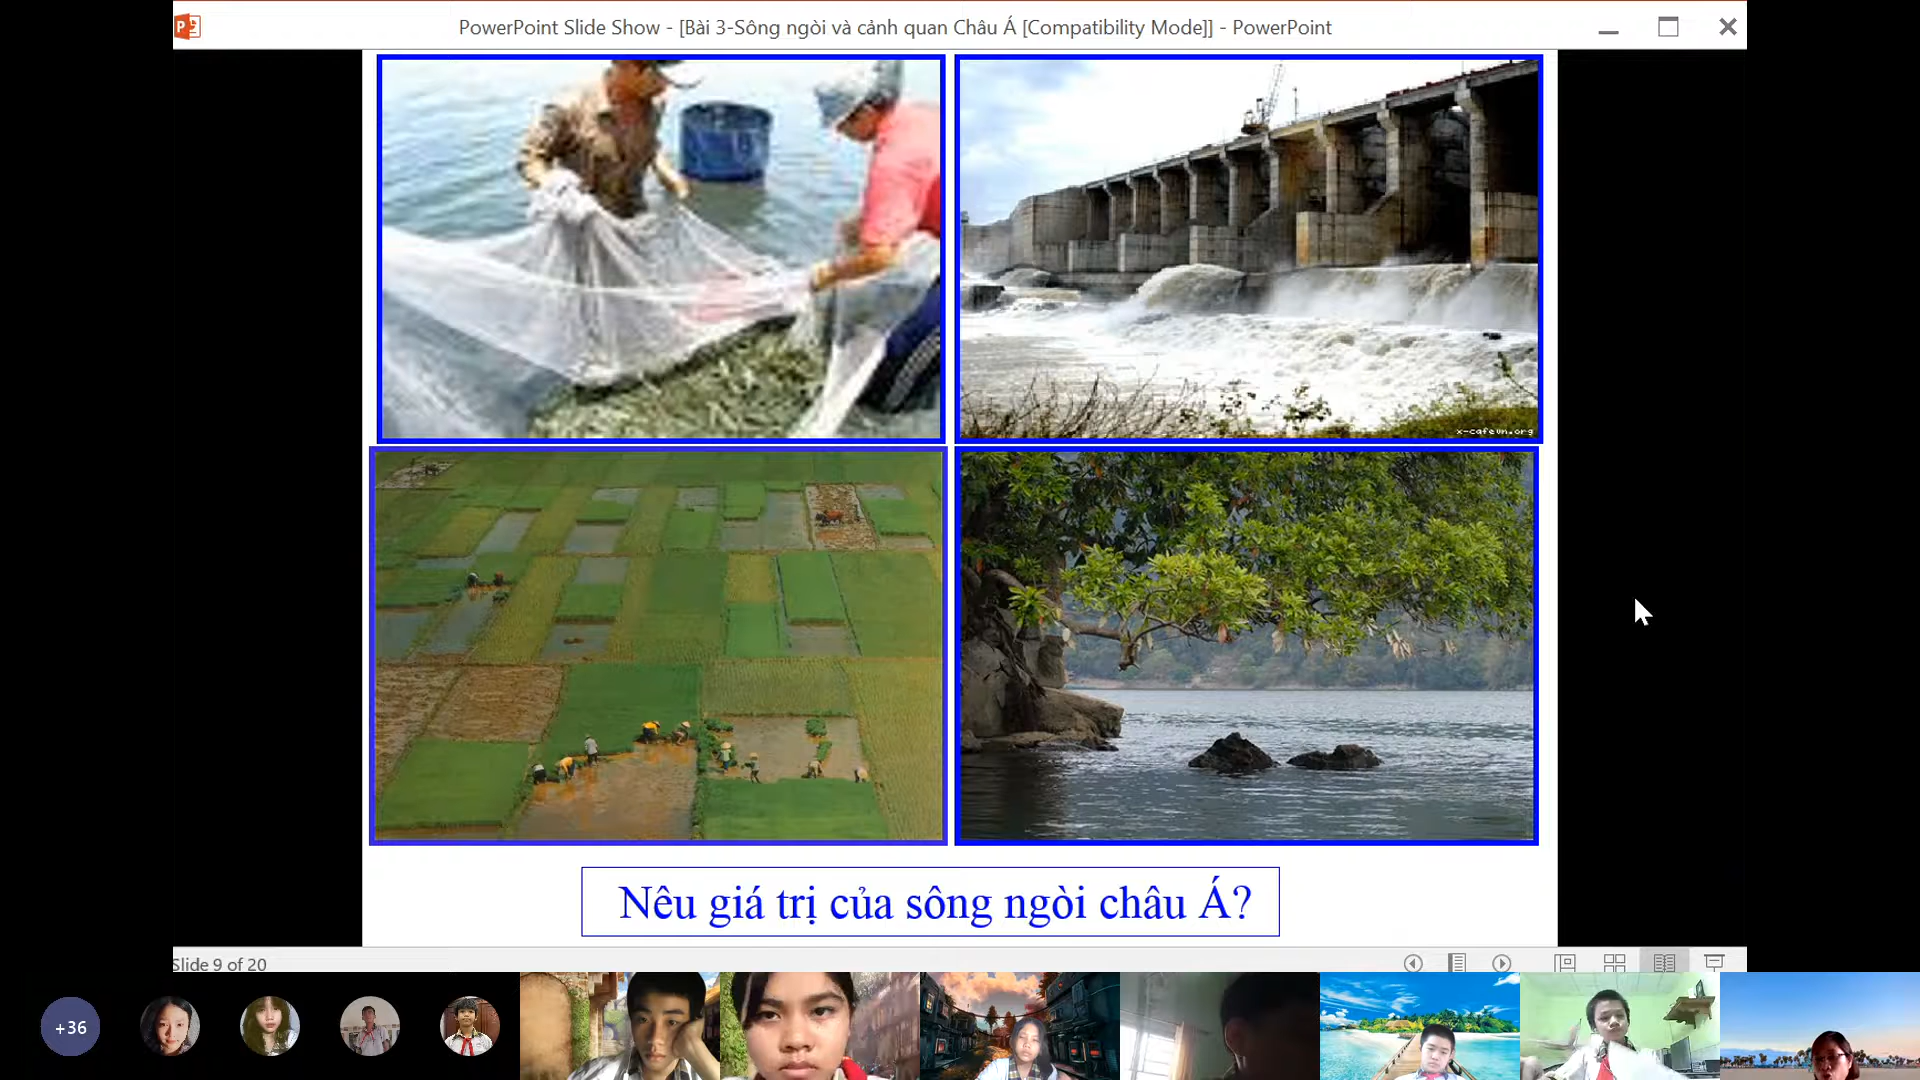 PowerPoint Slide Show - [Bài 3-Sông ngòi và cảnh quan Châu Á [Compatibility Mode]] - PowerPoint
x-cafevn.org
Nêu giá trị của sông ngòi châu Á?
Slide 9 of 20
+36